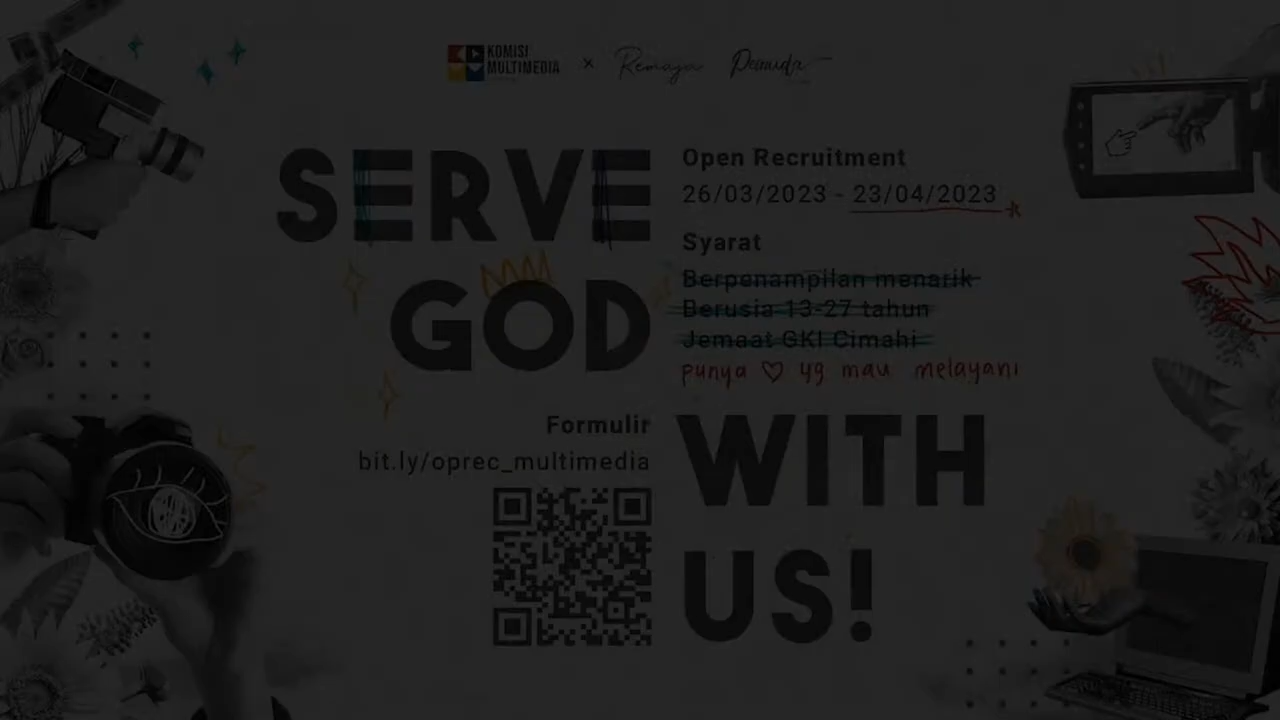 KOMISI
MULTIMEDIA
×
Remaja
Pemuda
SERVE
GOD
Open Recruitment
26/03/2023 - 23/04/2023
Syarat
Berpenampilan menarik
Berusia 13-27 tahun
Jemaat GKI Cimahi
punya ♡ yg mau melayani
Formulir
bit.ly/oprec_multimedia
WITH
US!